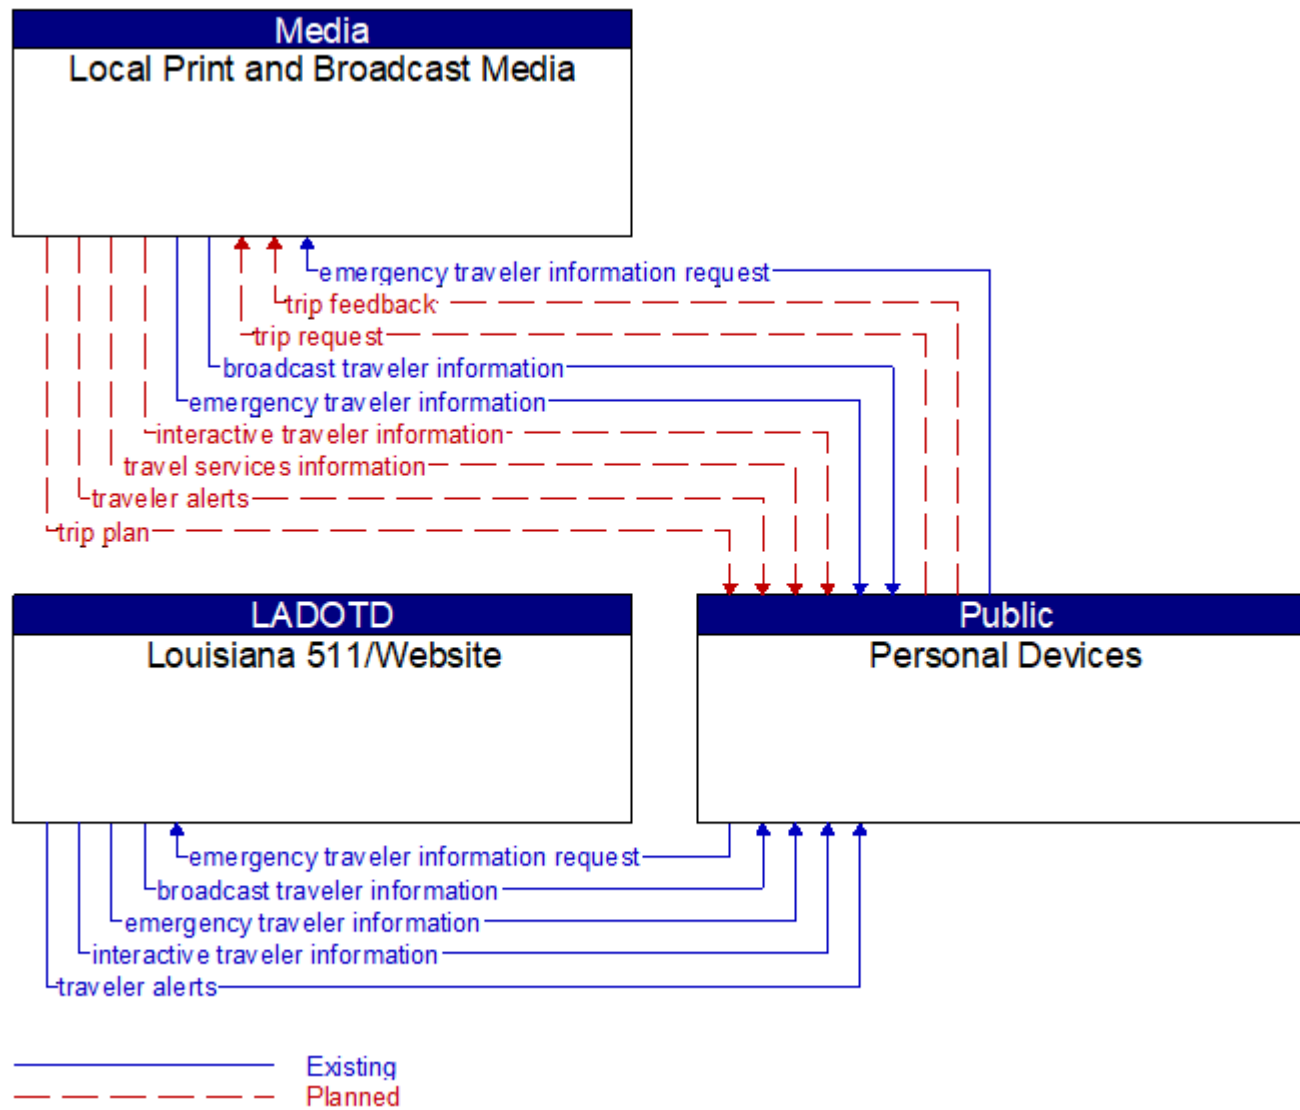 Media
Local Print and Broadcast Media
emergency traveler information request
trip feedback
trip request
broadcast traveler information
emergency traveler information
interactive traveler information
travel services information
traveler alerts
trip plan
LADOTD
Louisiana 511/Website
Public
Personal Devices
emergency traveler information request
broadcast traveler information
emergency traveler information
interactive traveler information
traveler alerts
Existing
Planned